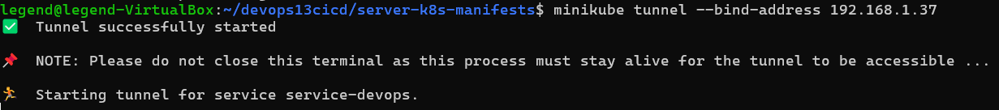 legend@legend-VirtualBox:~/devops13cicd/server-k8s-manifests$ minikube tunnel --bind-address 192.168.1.37
✅  Tunnel successfully started
📌  NOTE: Please do not close this terminal as this process must stay alive for the tunnel to be accessible ...
🏃  Starting tunnel for service service-devops.